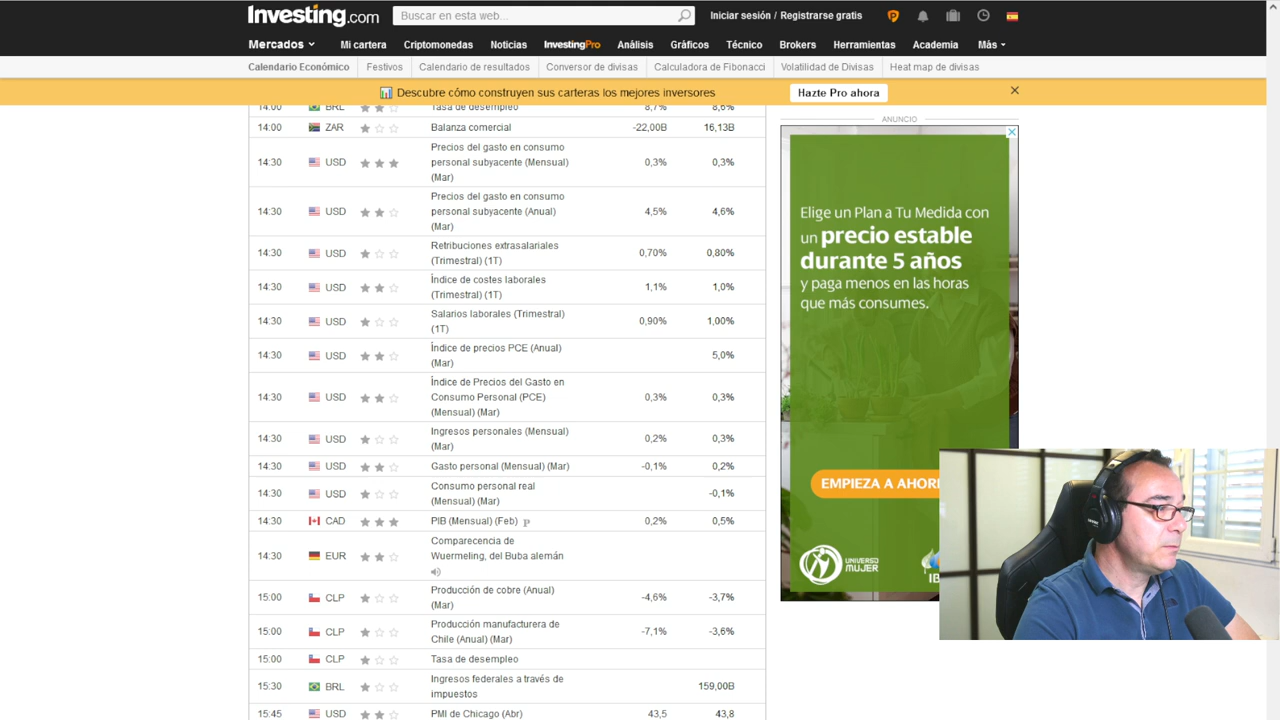 Investing.com
Buscar en esta web...
Iniciar sesión / Registrarse gratis
Mercados Mi cartera Criptomonedas Noticias InvestingPro Análisis Gráficos Técnico Brokers Herramientas Academia Más
Calendario Económico Festivos Calendario de resultados Conversor de divisas Calculadora de Fibonacci Volatilidad de Divisas Heat map de divisas
Descubre cómo construyen sus carteras los mejores inversores Hazte Pro ahora
14:00 BRL Tasa de desempleo 8,7% 8,6%
ANUNCIO
14:00 ZAR Balanza comercial -22,00B 16,13B
Precios del gasto en consumo
14:30 USD personal subyacente (Mensual) 0,3% 0,3%
(Mar)
Precios del gasto en consumo
14:30 USD personal subyacente (Anual) 4,5% 4,6%
(Mar)
Retribuciones extrasalariales
14:30 USD 0,70% 0,80%
(Trimestral) (1T)
Índice de costes laborales
14:30 USD 1,1% 1,0%
(Trimestral) (1T)
Salarios laborales (Trimestral)
14:30 USD 0,90% 1,00%
(1T)
Índice de precios PCE (Anual)
14:30 USD 5,0%
(Mar)
Índice de Precios del Gasto en
14:30 USD Consumo Personal (PCE) 0,3% 0,3%
(Mensual) (Mar)
Ingresos personales (Mensual)
14:30 USD 0,2% 0,3%
(Mar)
14:30 USD Gasto personal (Mensual) (Mar) -0,1% 0,2%
Consumo personal real
14:30 USD -0,1%
(Mensual) (Mar)
14:30 CAD PIB (Mensual) (Feb) P 0,2% 0,5%
Comparecencia de
14:30 EUR Wuermeling, del Buba alemán
Producción de cobre (Anual)
15:00 CLP -4,6% -3,7%
(Mar)
Producción manufacturera de
15:00 CLP -7,1% -3,6%
Chile (Anual) (Mar)
15:00 CLP Tasa de desempleo
Ingresos federales a través de
15:30 BRL 159,00B
impuestos
15:45 USD PMI de Chicago (Abr) 43,5 43,8
Elige un Plan a Tu Medida con
un precio estable
durante 5 años
y paga menos en las horas
que más consumes.
EMPIEZA A AHOR
UNIVERSO
MUJER
IB